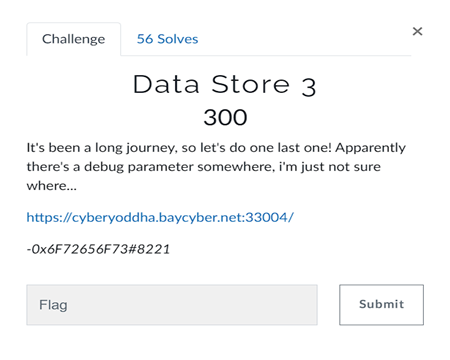 Challenge
56 Solves
×
Data Store 3
300
It's been a long journey, so let's do one last one! Apparently
there's a debug parameter somewhere, i'm just not sure
where...
https://cyberyoddha.baycyber.net:33004/
-0x6F72656F73#8221
Flag
Submit